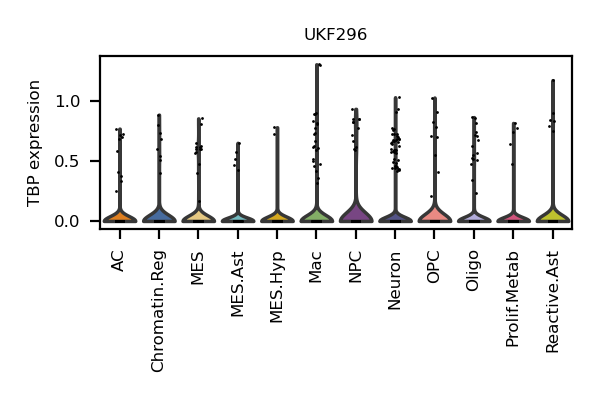 UKF296
TBP expression
1.0
0.5
0.0
AC
Chromatin.Reg
MES
MES.Ast
MES.Hyp
Mac
NPC
Neuron
OPC
Oligo
Prolif.Metab
Reactive.Ast